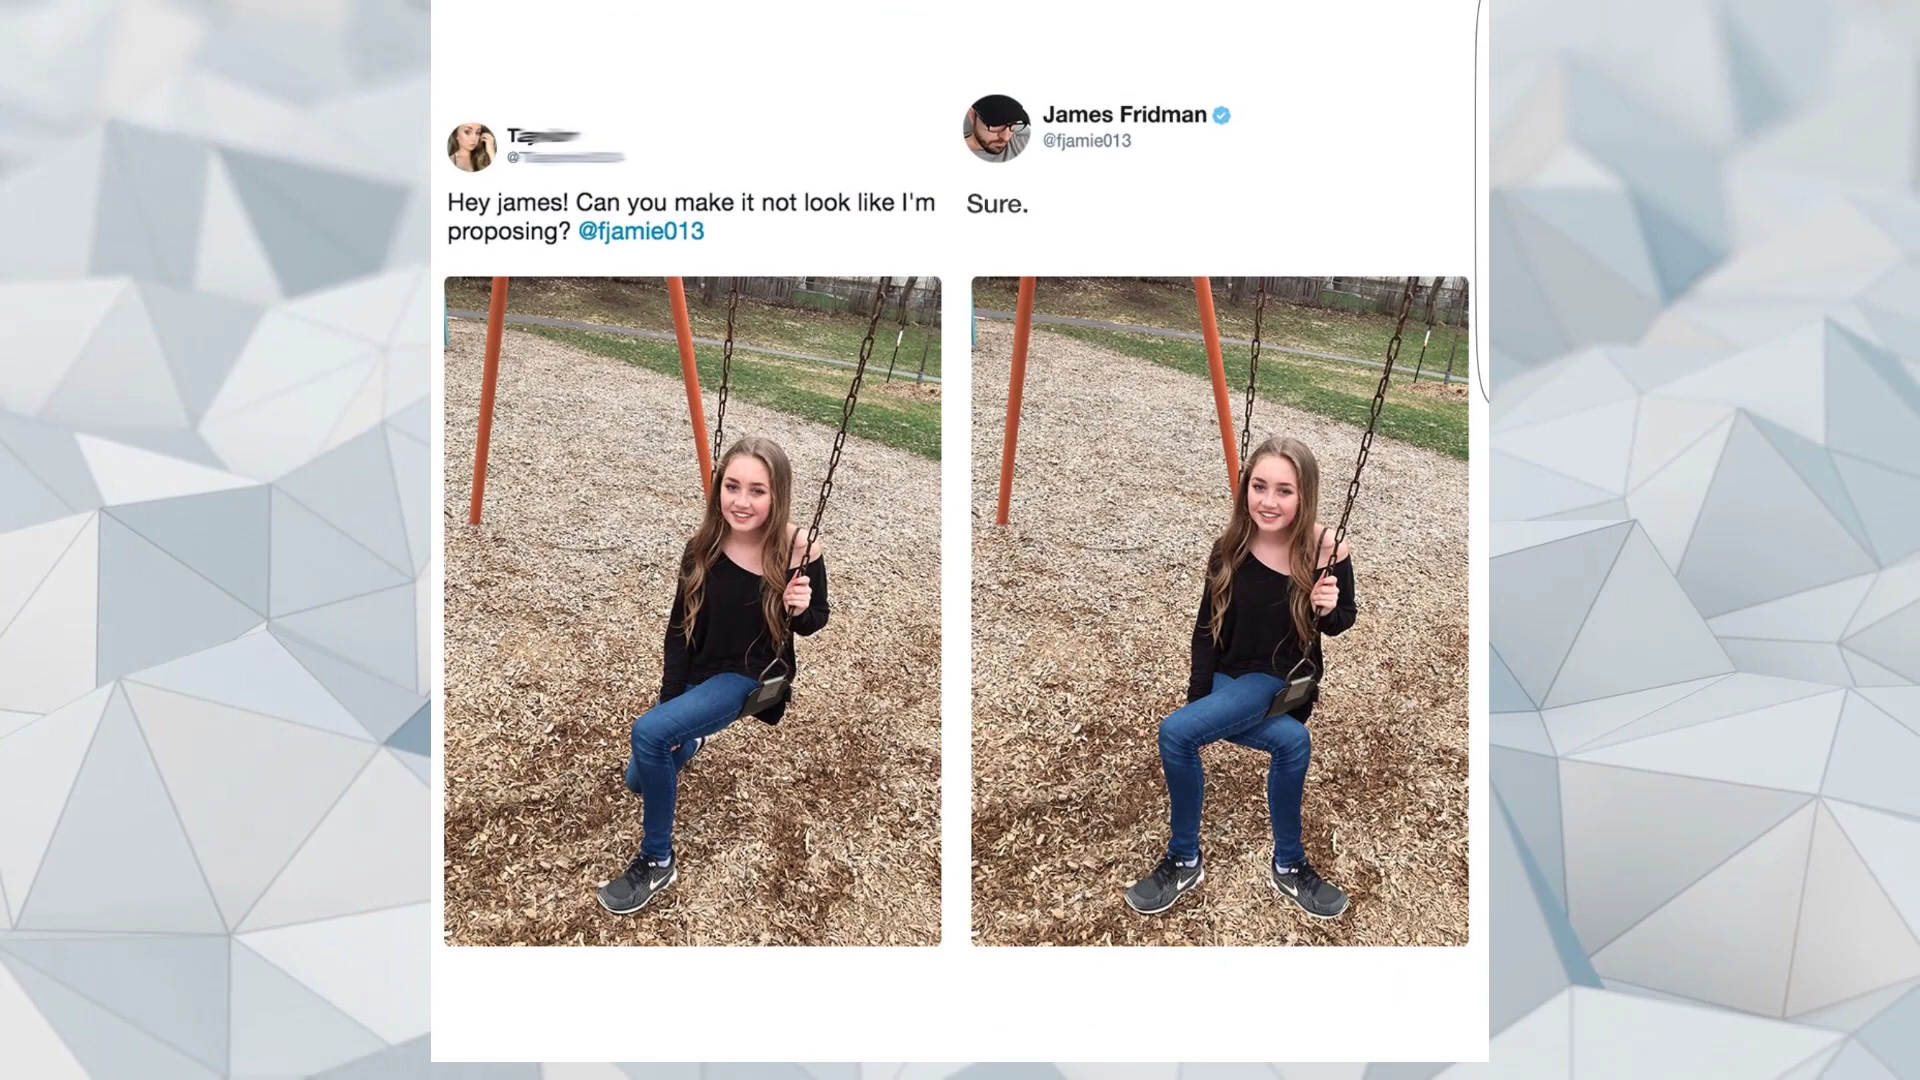 Hey james! Can you make it not look like I'm
proposing? @fjamie013
James Fridman
@fjamie013
Sure.